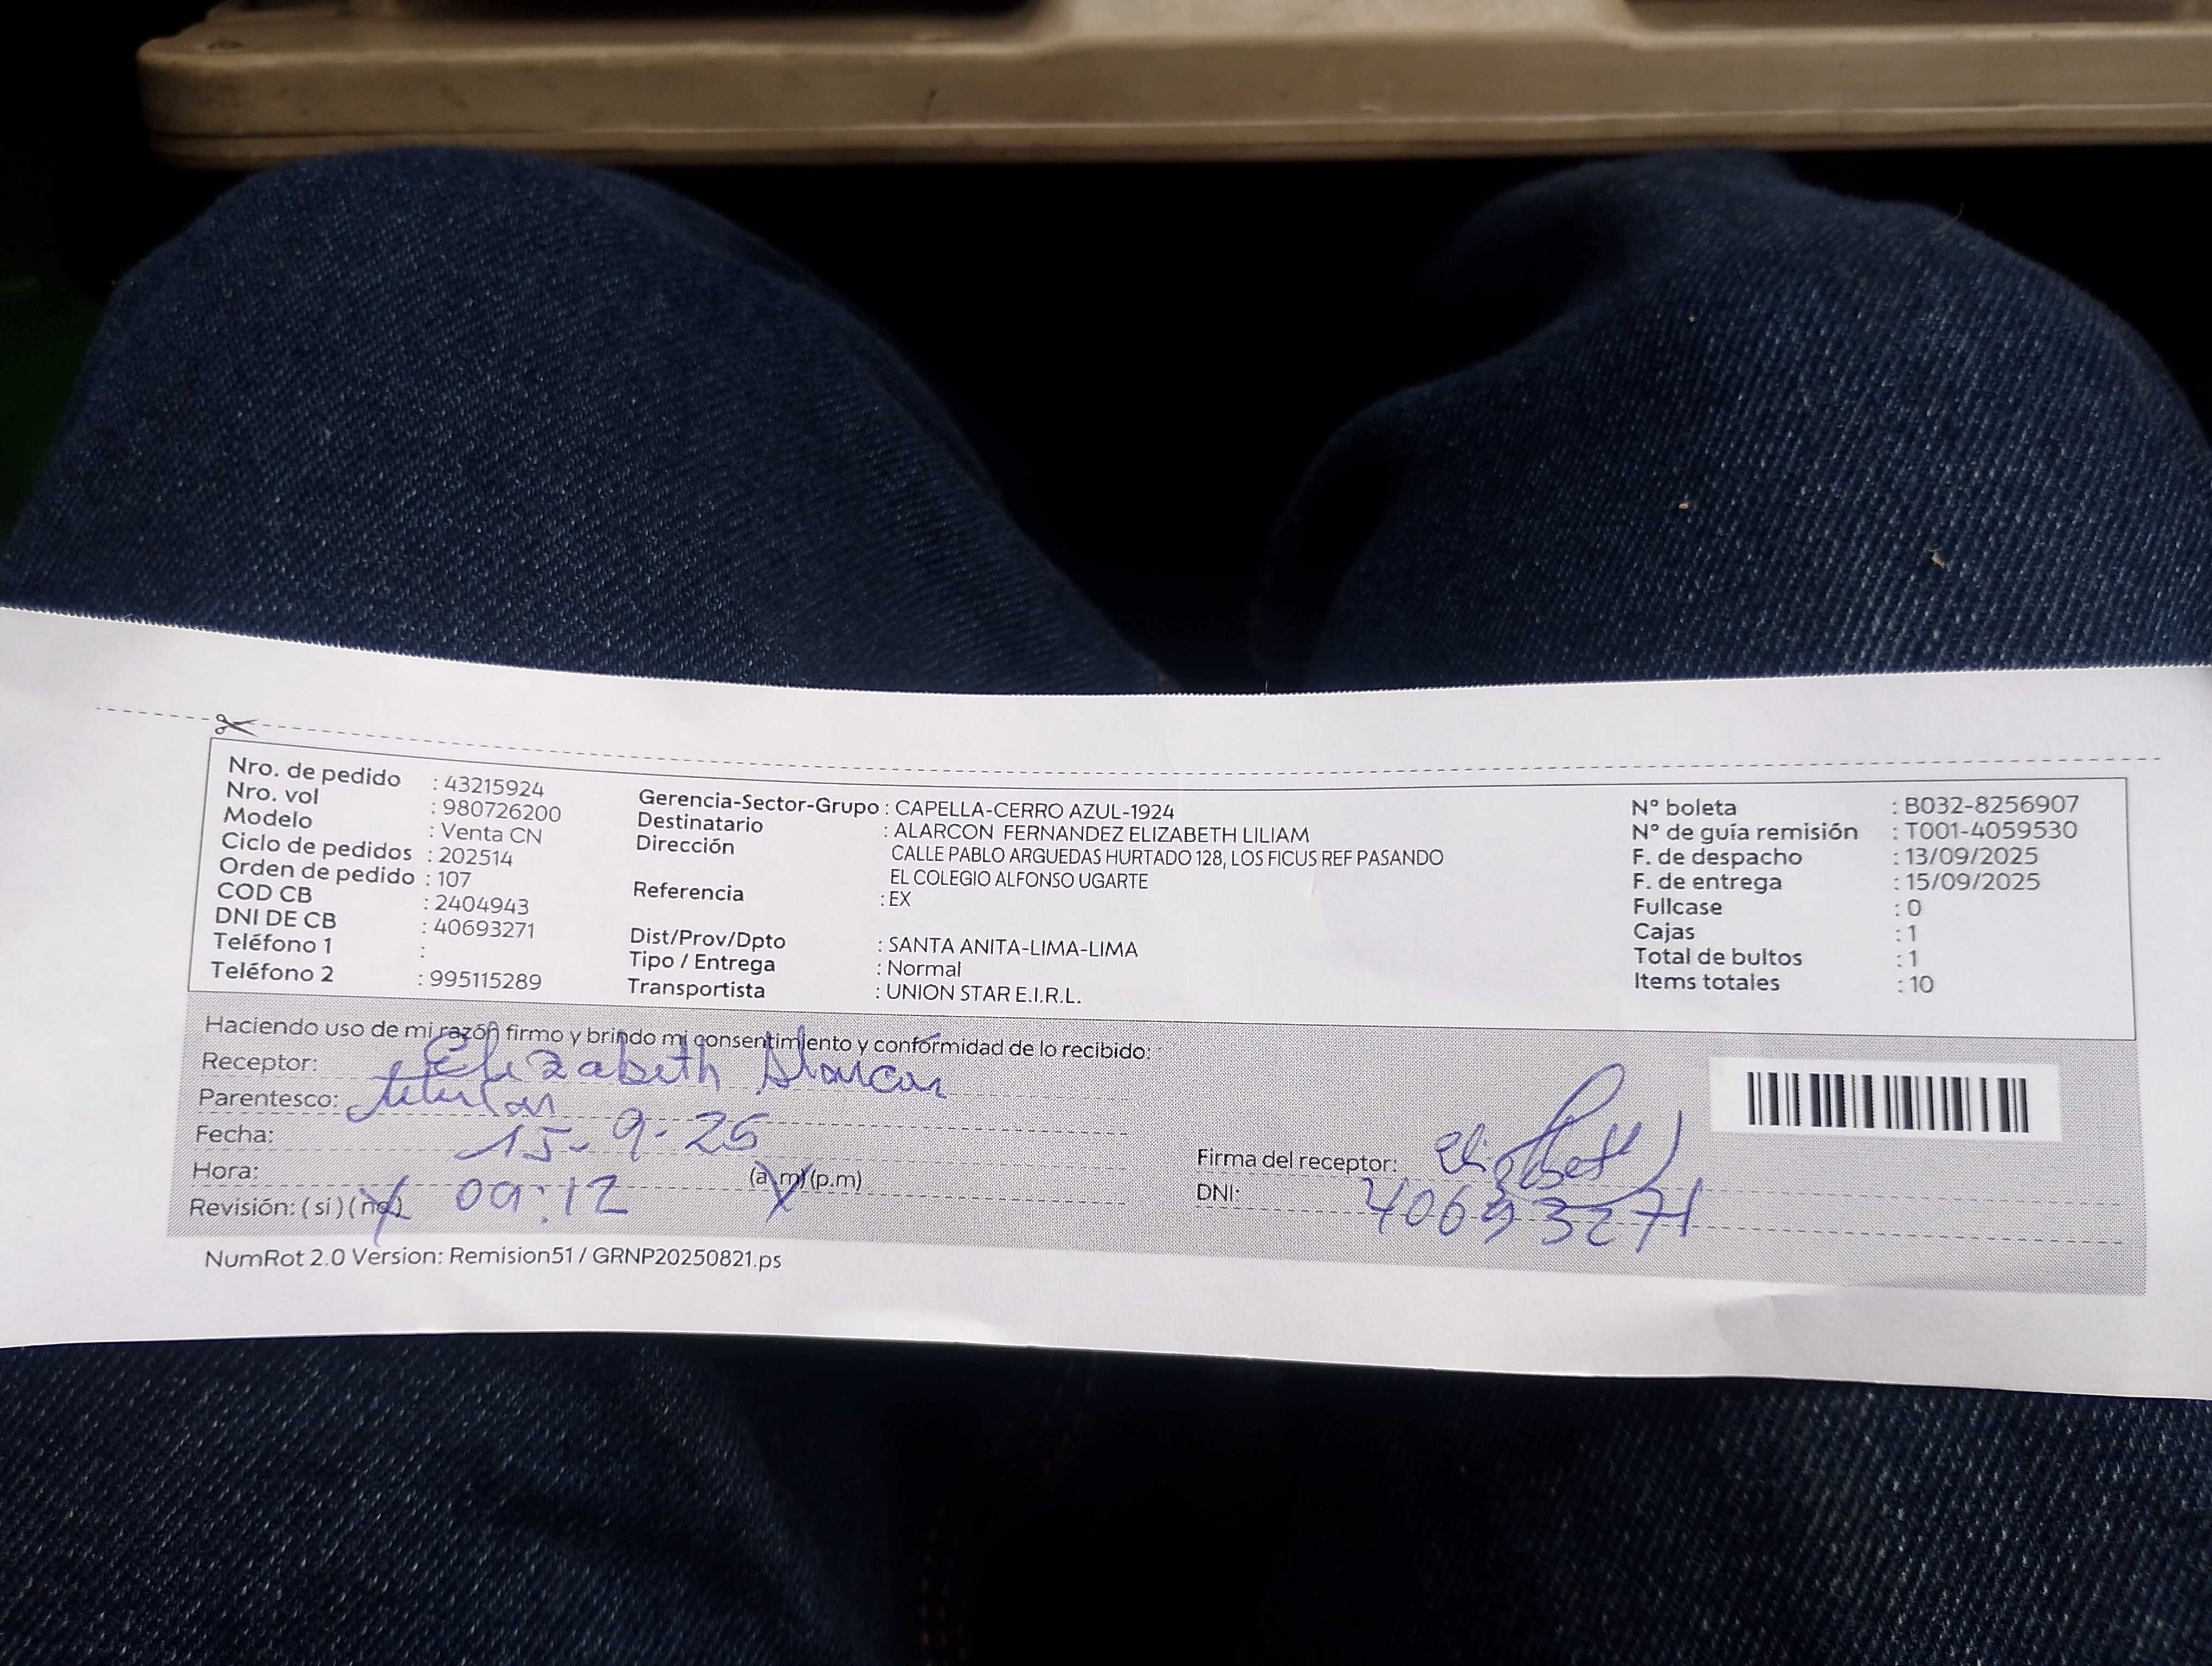 Nro. de pedido : 43215924
Nro. vol : 980726200
Modelo : Venta CN
Ciclo de pedidos : 202514
Orden de pedido : 107
COD CB : 2404943
DNI DE CB : 40693271
Teléfono 1 :
Teléfono 2 : 995115289
Gerencia-Sector-Grupo : CAPELLA-CERRO AZUL-1924
Destinatario : ALARCON FERNANDEZ ELIZABETH LILIAM
Dirección CALLE PABLO ARGUEDAS HURTADO 128, LOS FICUS REF PASANDO
EL COLEGIO ALFONSO UGARTE
Referencia : EX
Dist/Prov/Dpto : SANTA ANITA-LIMA-LIMA
Tipo / Entrega : Normal
Transportista : UNION STAR E.I.R.L.
N° boleta : B032-8256907
N° de guía remisión : T001-4059530
F. de despacho : 13/09/2025
F. de entrega : 15/09/2025
Fullcase : 0
Cajas : 1
Total de bultos : 1
Items totales : 10
Haciendo uso de mi razón firmo y brindo mi consentimiento y conformidad de lo recibido:
Receptor: Elizabeth Alarcon
Parentesco: titular
Fecha: 15-9-25
Hora: 09:12 (a.m) (p.m)
Revisión: (si) (no)
Firma del receptor: Elizabeth
DNI: 40693271
NumRot 2.0 Version: Remision51 / GRNP20250821.ps